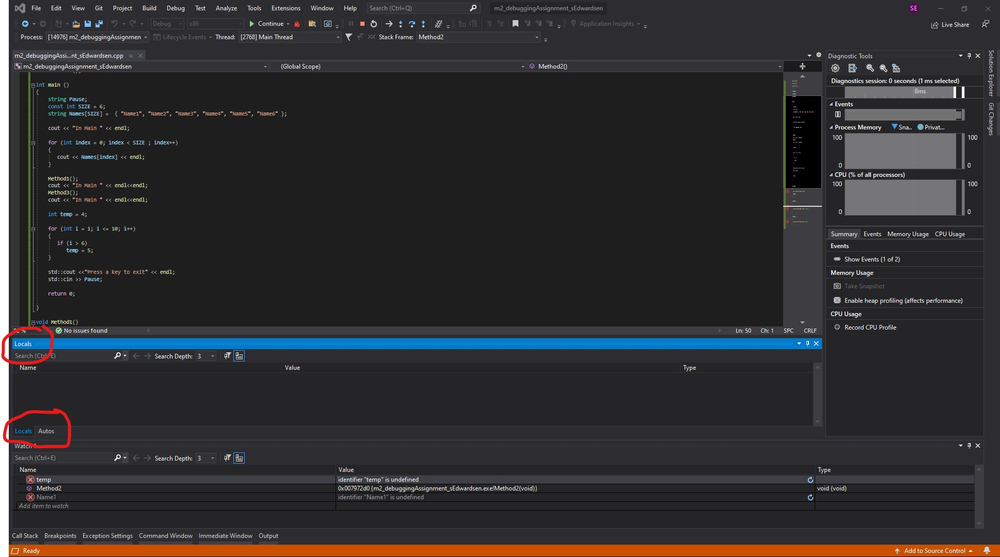 File Edit View Git Project Build Debug Test Analyze Tools Extensions Window Help Search (Ctrl+Q) m2_debuggingAssignment_sEdwardsen SE
Debug x86 Continue Application Insights Live Share
Process: [14976] m2_debuggingAssignmen Lifecycle Events Thread: [2768] Main Thread Stack Frame: Method2
m2_debuggingAssi...nt_sEdwardsen.cpp
m2_debuggingAssignment_sEdwardsen (Global Scope) Method2()
int main ()
{
string Pause;
const int SIZE = 6;
string Names[SIZE] = { "Name1", "Name2", "Name3", "Name4", "Name5", "Name6" };
cout << "In Main " << endl;
for (int index = 0; index < SIZE ; index++)
{
cout << Names[index] << endl;
}
Method1();
cout << "In Main " << endl<<endl;
Method3();
cout << "In Main " << endl<<endl;
int temp = 4;
for (int i = 1; i <= 10; i++)
{
if (i > 6)
temp = 5;
}
std::cout <<"Press a key to exit" << endl;
std::cin >> Pause;
return 0;
}
void Method1()
No issues found Ln: 50 Ch: 1 SPC CRLF
Locals
Search (Ctrl+E) Search Depth: 3
Name Value Type
Locals Autos
Watch 1
Search (Ctrl+E) Search Depth: 3
Name Value Type
temp identifier "temp" is undefined
Method2 0x007972d0 {m2_debuggingAssignment_sEdwardsen.exe!Method2(void)} void (void)
Name1 identifier "Name1" is undefined
Add item to watch
Call Stack Breakpoints Exception Settings Command Window Immediate Window Output
Ready Add to Source Control
Diagnostic Tools
Diagnostics session: 0 seconds (1 ms selected)
8ms
Events
Process Memory Sna.. Privat...
100 100
0 0
CPU (% of all processors)
100 100
0 0
Summary Events Memory Usage CPU Usage
Events
Show Events (1 of 2)
Memory Usage
Take Snapshot
Enable heap profiling (affects performance)
CPU Usage
Record CPU Profile
Solution Explorer
Git Changes